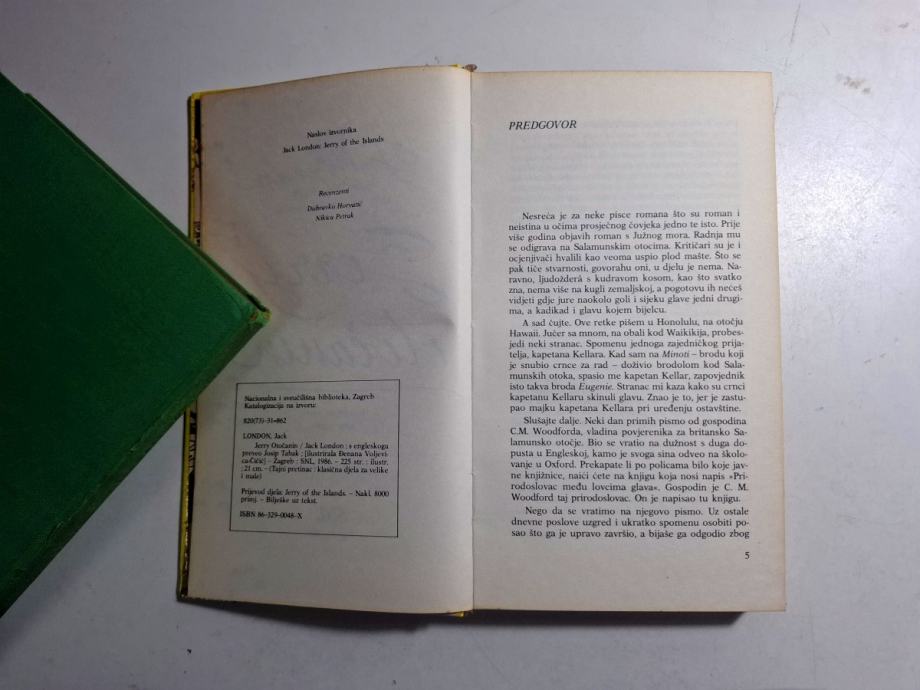 Naslov izvornika
Jack London: Jerry of the Islands
Recenzenti
Dubravko Horvatić
Nikica Petrak
Nacionalna i sveučilišna biblioteka, Zagreb
Katalogizacija na izvoru:
820(73)-31=862
LONDON, Jack
Jerry Otočanin / Jack London ; s engleskoga
preveo Josip Tabak ; [ilustrirala Đenana Voljevi-
ca-Čičić] – Zagreb : SNL, 1986. – 225 str. : ilustr.
; 21 cm. – (Tajni pretinac : klasična djela za velike
i male)
Prijevod djela: Jerry of the Islands. – Nakl. 8000
primj. – Bilješke uz tekst.
ISBN 86-329-0048-X
PREDGOVOR
Nesreća je za neke pisce romana što su roman i
neistina u očima prosječnog čovjeka jedno te isto. Prije
više godina objavih roman s Južnog mora. Radnja mu
se odigrava na Salamunskim otocima. Kritičari su je i
ocjenjivači hvalili kao veoma uspio plod mašte. Što se
pak tiče stvarnosti, govorahu oni, u djelu je nema. Na-
ravno, ljudožderâ s kudravom kosom, kao što svatko
zna, nema više na kugli zemaljskoj, a pogotovu ih nećeš
vidjeti gdje jure naokolo goli i sijeku glave jedni drugi-
ma, a kadikad i glavu kojem bijelcu.
A sad čujte. Ove retke pišem u Honolulu, na otočju
Hawaii. Jučer sa mnom, na obali kod Waikikija, probes-
jedi neki stranac. Spomenu jednoga zajedničkog prija-
telja, kapetana Kellara. Kad sam na Minoti – brodu koji
je snubio crnce za rad – doživio brodolom kod Sala-
munskih otoka, spasio me kapetan Kellar, zapovjednik
isto takva broda Eugenie. Stranac mi kaza kako su crnci
kapetanu Kellaru skinuli glavu. Znao je to, jer je zastu-
pao majku kapetana Kellara pri uređenju ostavštine.
Slušajte dalje. Neki dan primih pismo od gospodina
C.M. Woodforda, vladina povjerenika za britansko Sa-
lamunsko otočje. Bio se vratio na dužnost s duga do-
pusta u Engleskoj, kamo je svoga sina odveo na školo-
vanje u Oxford. Prekapate li po policama bilo koje jav-
ne knjižnice, naići ćete na knjigu koja nosi napis »Pri-
rodoslovac među lovcima glava«. Gospodin je C. M.
Woodford taj prirodoslovac. On je napisao tu knjigu.
Nego da se vratimo na njegovo pismo. Uz ostale
dnevne poslove uzgred i ukratko spomenu osobiti po-
sao što ga je upravo završio, a bijaše ga odgodio zbog
5